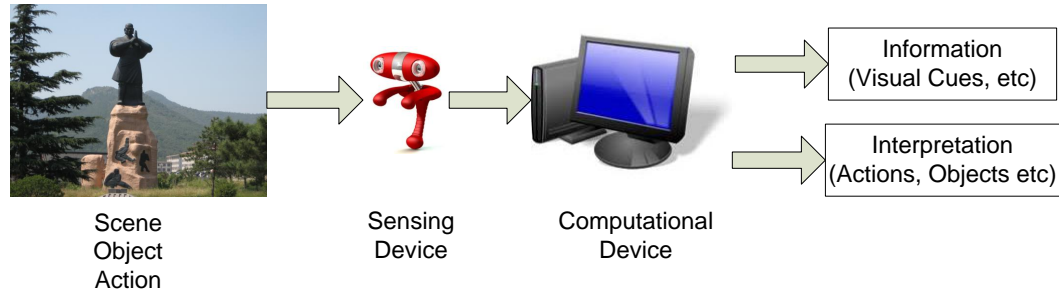 Scene
Object
Action
Sensing
Device
Computational
Device
Information
(Visual Cues, etc)
Interpretation
(Actions, Objects etc)